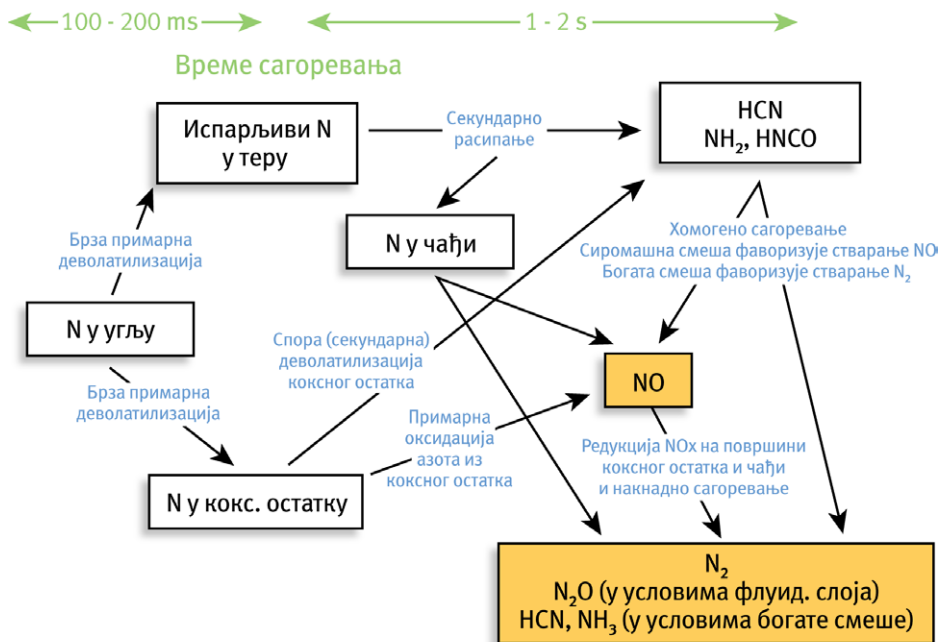 100 - 200 ms
1 - 2 s
Време сагоревања
Испарљиви N
у теру
Секундарно
расипање
HCN
NH₂, HNCO
N у чађи
Хомогено сагоревање
Сиромашна смеша фаворизује стварање NO
Богата смеша фаворизује стварање N₂
Брза примарна
деволатилизација
N у угљу
Спора (секундарна)
деволатилизација
коксног остатка
NO
Брза примарна
деволатилизација
Примарна
оксидација
азота из
коксног остатка
Редукција NOx на површини
коксног остатка и чађи
и накнадно сагоревање
N у кокс. остатку
N₂
N₂O (у условима флуид. слоја)
HCN, NH₃ (у условима богате смеше)